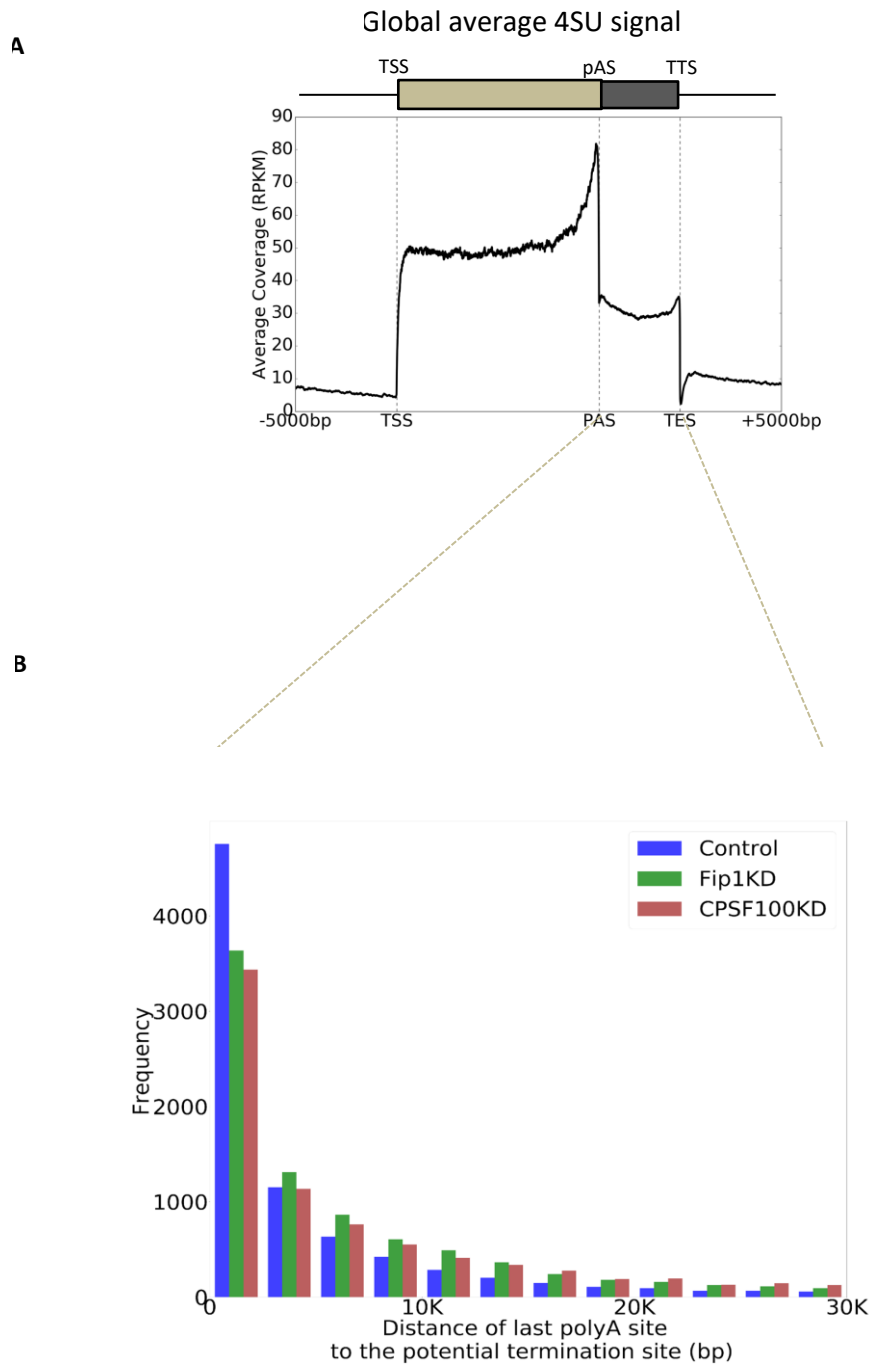 Global average 4SU signal
A
TSS pAS TTS
90
80
70
60
50
40
30
20
10
0
Average Coverage (RPKM)
-5000bp TSS PAS TES +5000bp
B
Control
Fip1KD
CPSF100KD
4000
3000
2000
1000
0
Frequency
0 10K 20K 30K
Distance of last polyA site
to the potential termination site (bp)